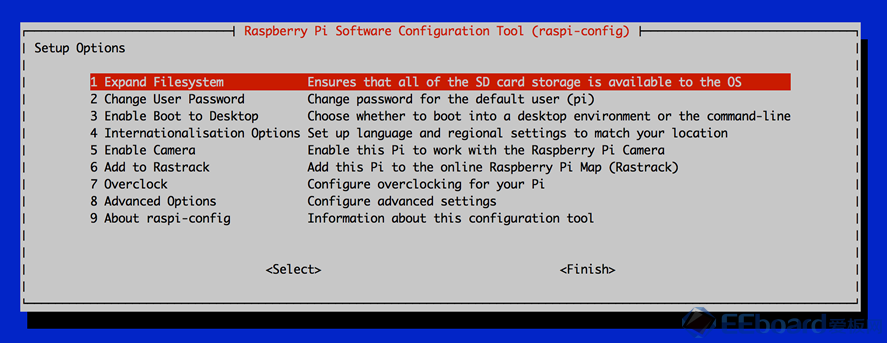 Raspberry Pi Software Configuration Tool (raspi-config)
Setup Options
1 Expand Filesystem Ensures that all of the SD card storage is available to the OS
2 Change User Password Change password for the default user (pi)
3 Enable Boot to Desktop Choose whether to boot into a desktop environment or the command-line
4 Internationalisation Options Set up language and regional settings to match your location
5 Enable Camera Enable this Pi to work with the Raspberry Pi Camera
6 Add to Rastrack Add this Pi to the online Raspberry Pi Map (Rastrack)
7 Overclock Configure overclocking for your Pi
8 Advanced Options Configure advanced settings
9 About raspi-config Information about this configuration tool
<Select> <Finish>